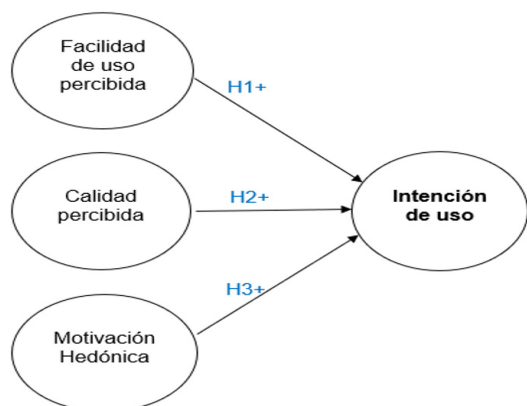 Facilidad
de uso
percibida
H1+
Calidad
percibida
H2+
Intención
de uso
H3+
Motivación
Hedónica